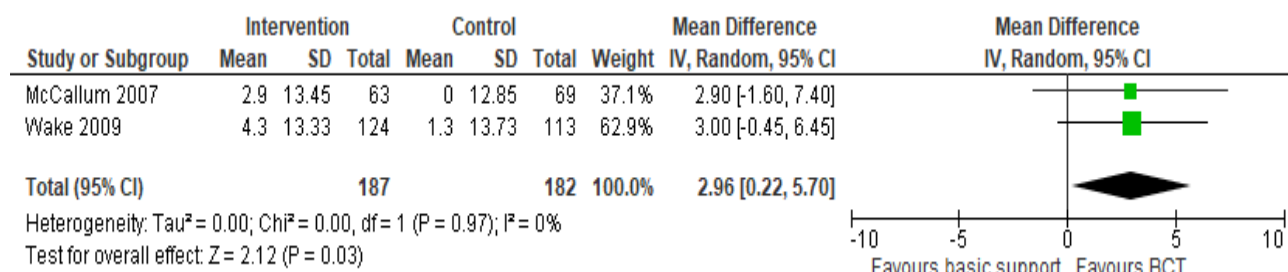 Intervention Control Mean Difference Mean Difference
Study or Subgroup Mean SD Total Mean SD Total Weight IV, Random, 95% CI IV, Random, 95% CI
McCallum 2007 2.9 13.45 63 0 12.85 69 37.1% 2.90 [-1.60, 7.40]
Wake 2009 4.3 13.33 124 1.3 13.73 113 62.9% 3.00 [-0.45, 6.45]
Total (95% CI) 187 182 100.0% 2.96 [0.22, 5.70]
Heterogeneity: Tau² = 0.00; Chi² = 0.00, df = 1 (P = 0.97); I² = 0%
Test for overall effect: Z = 2.12 (P = 0.03)
-10 -5 0 5 10
Favours basic support Favours BCT